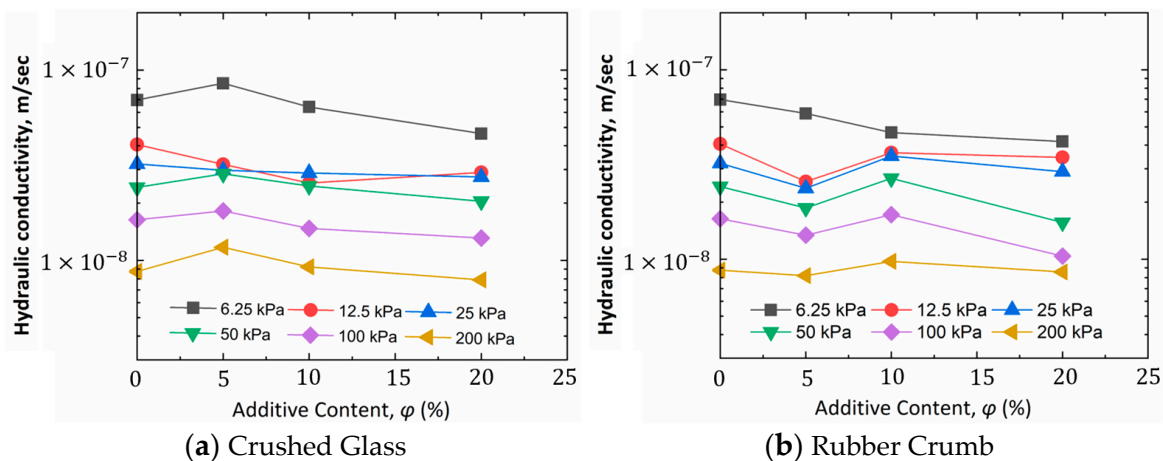 Hydraulic conductivity, m/sec
1 × 10⁻⁷
1 × 10⁻⁸
6.25 kPa 12.5 kPa 25 kPa
50 kPa 100 kPa 200 kPa
0 5 10 15 20 25
Additive Content, φ (%)
(a) Crushed Glass
Hydraulic conductivity, m/sec
1 × 10⁻⁷
1 × 10⁻⁸
6.25 kPa 12.5 kPa 25 kPa
50 kPa 100 kPa 200 kPa
0 5 10 15 20 25
Additive Content, φ (%)
(b) Rubber Crumb